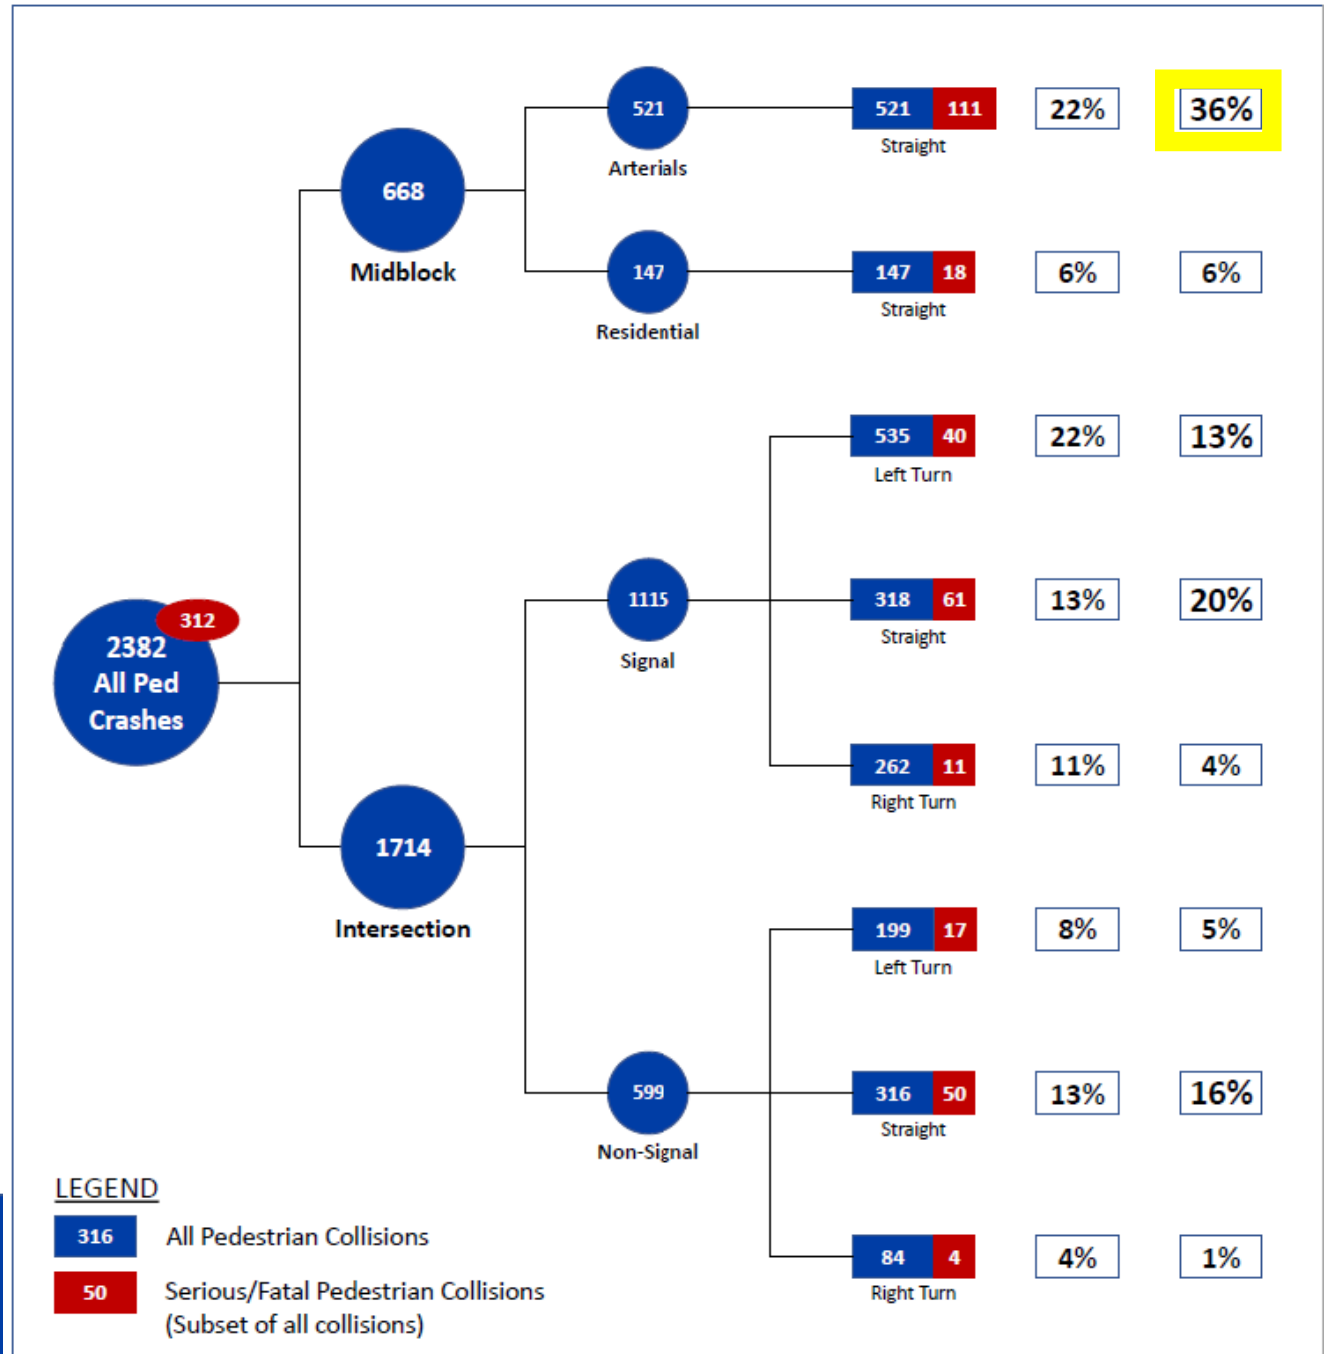 521
Arterials
521 111
Straight
22%
36%
668
Midblock
147
Residential
147 18
Straight
6%
6%
535 40
Left Turn
22%
13%
312
2382
All Ped
Crashes
1115
Signal
318 61
Straight
13%
20%
262 11
Right Turn
11%
4%
1714
Intersection
199 17
Left Turn
8%
5%
599
Non-Signal
316 50
Straight
13%
16%
84 4
Right Turn
4%
1%
LEGEND
316
All Pedestrian Collisions
50
Serious/Fatal Pedestrian Collisions
(Subset of all collisions)